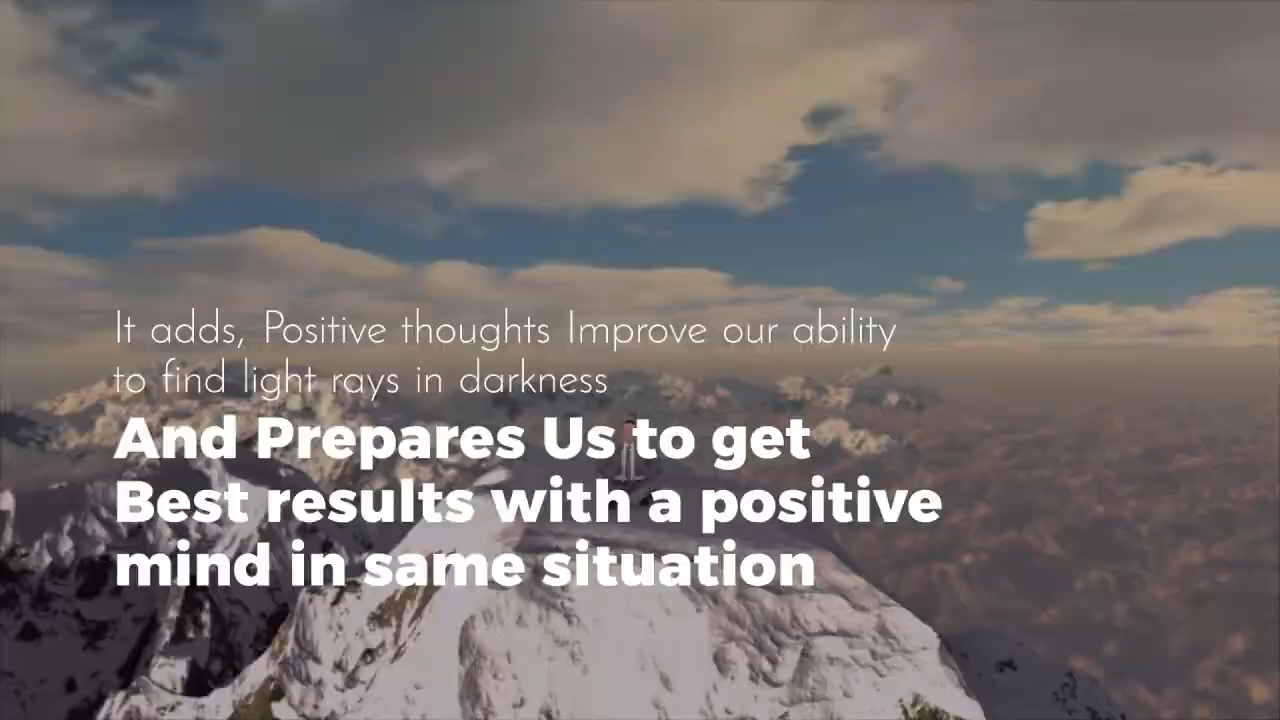 It adds, Positive thoughts Improve our ability
to find light rays in darkness
And Prepares Us to get
Best results with a positive
mind in same situation